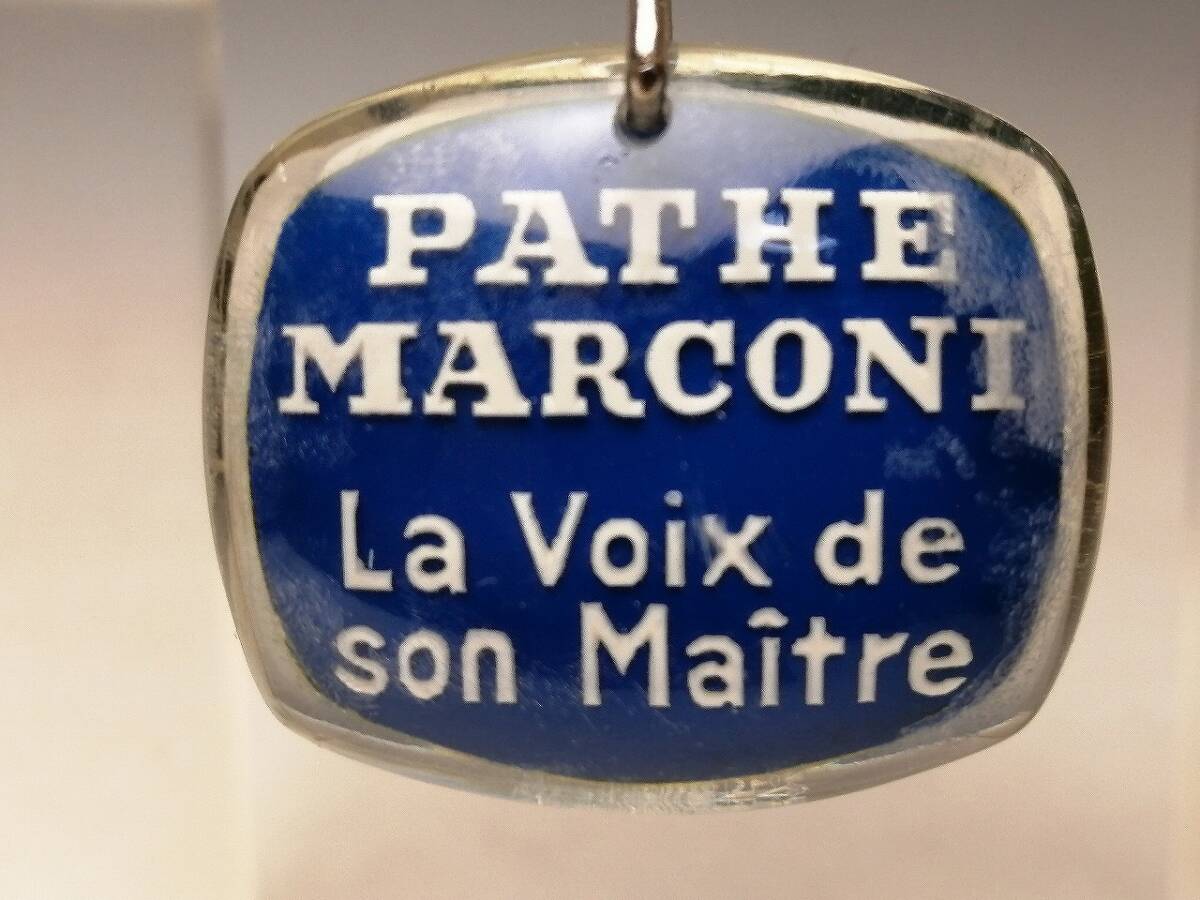 PATHE
MARCONI
La Voix de
son Maître